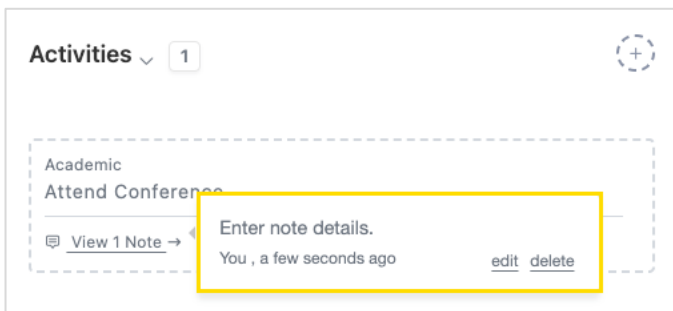 Activities 1
Academic
Attend Conference
View 1 Note →
Enter note details.
You , a few seconds ago
edit delete